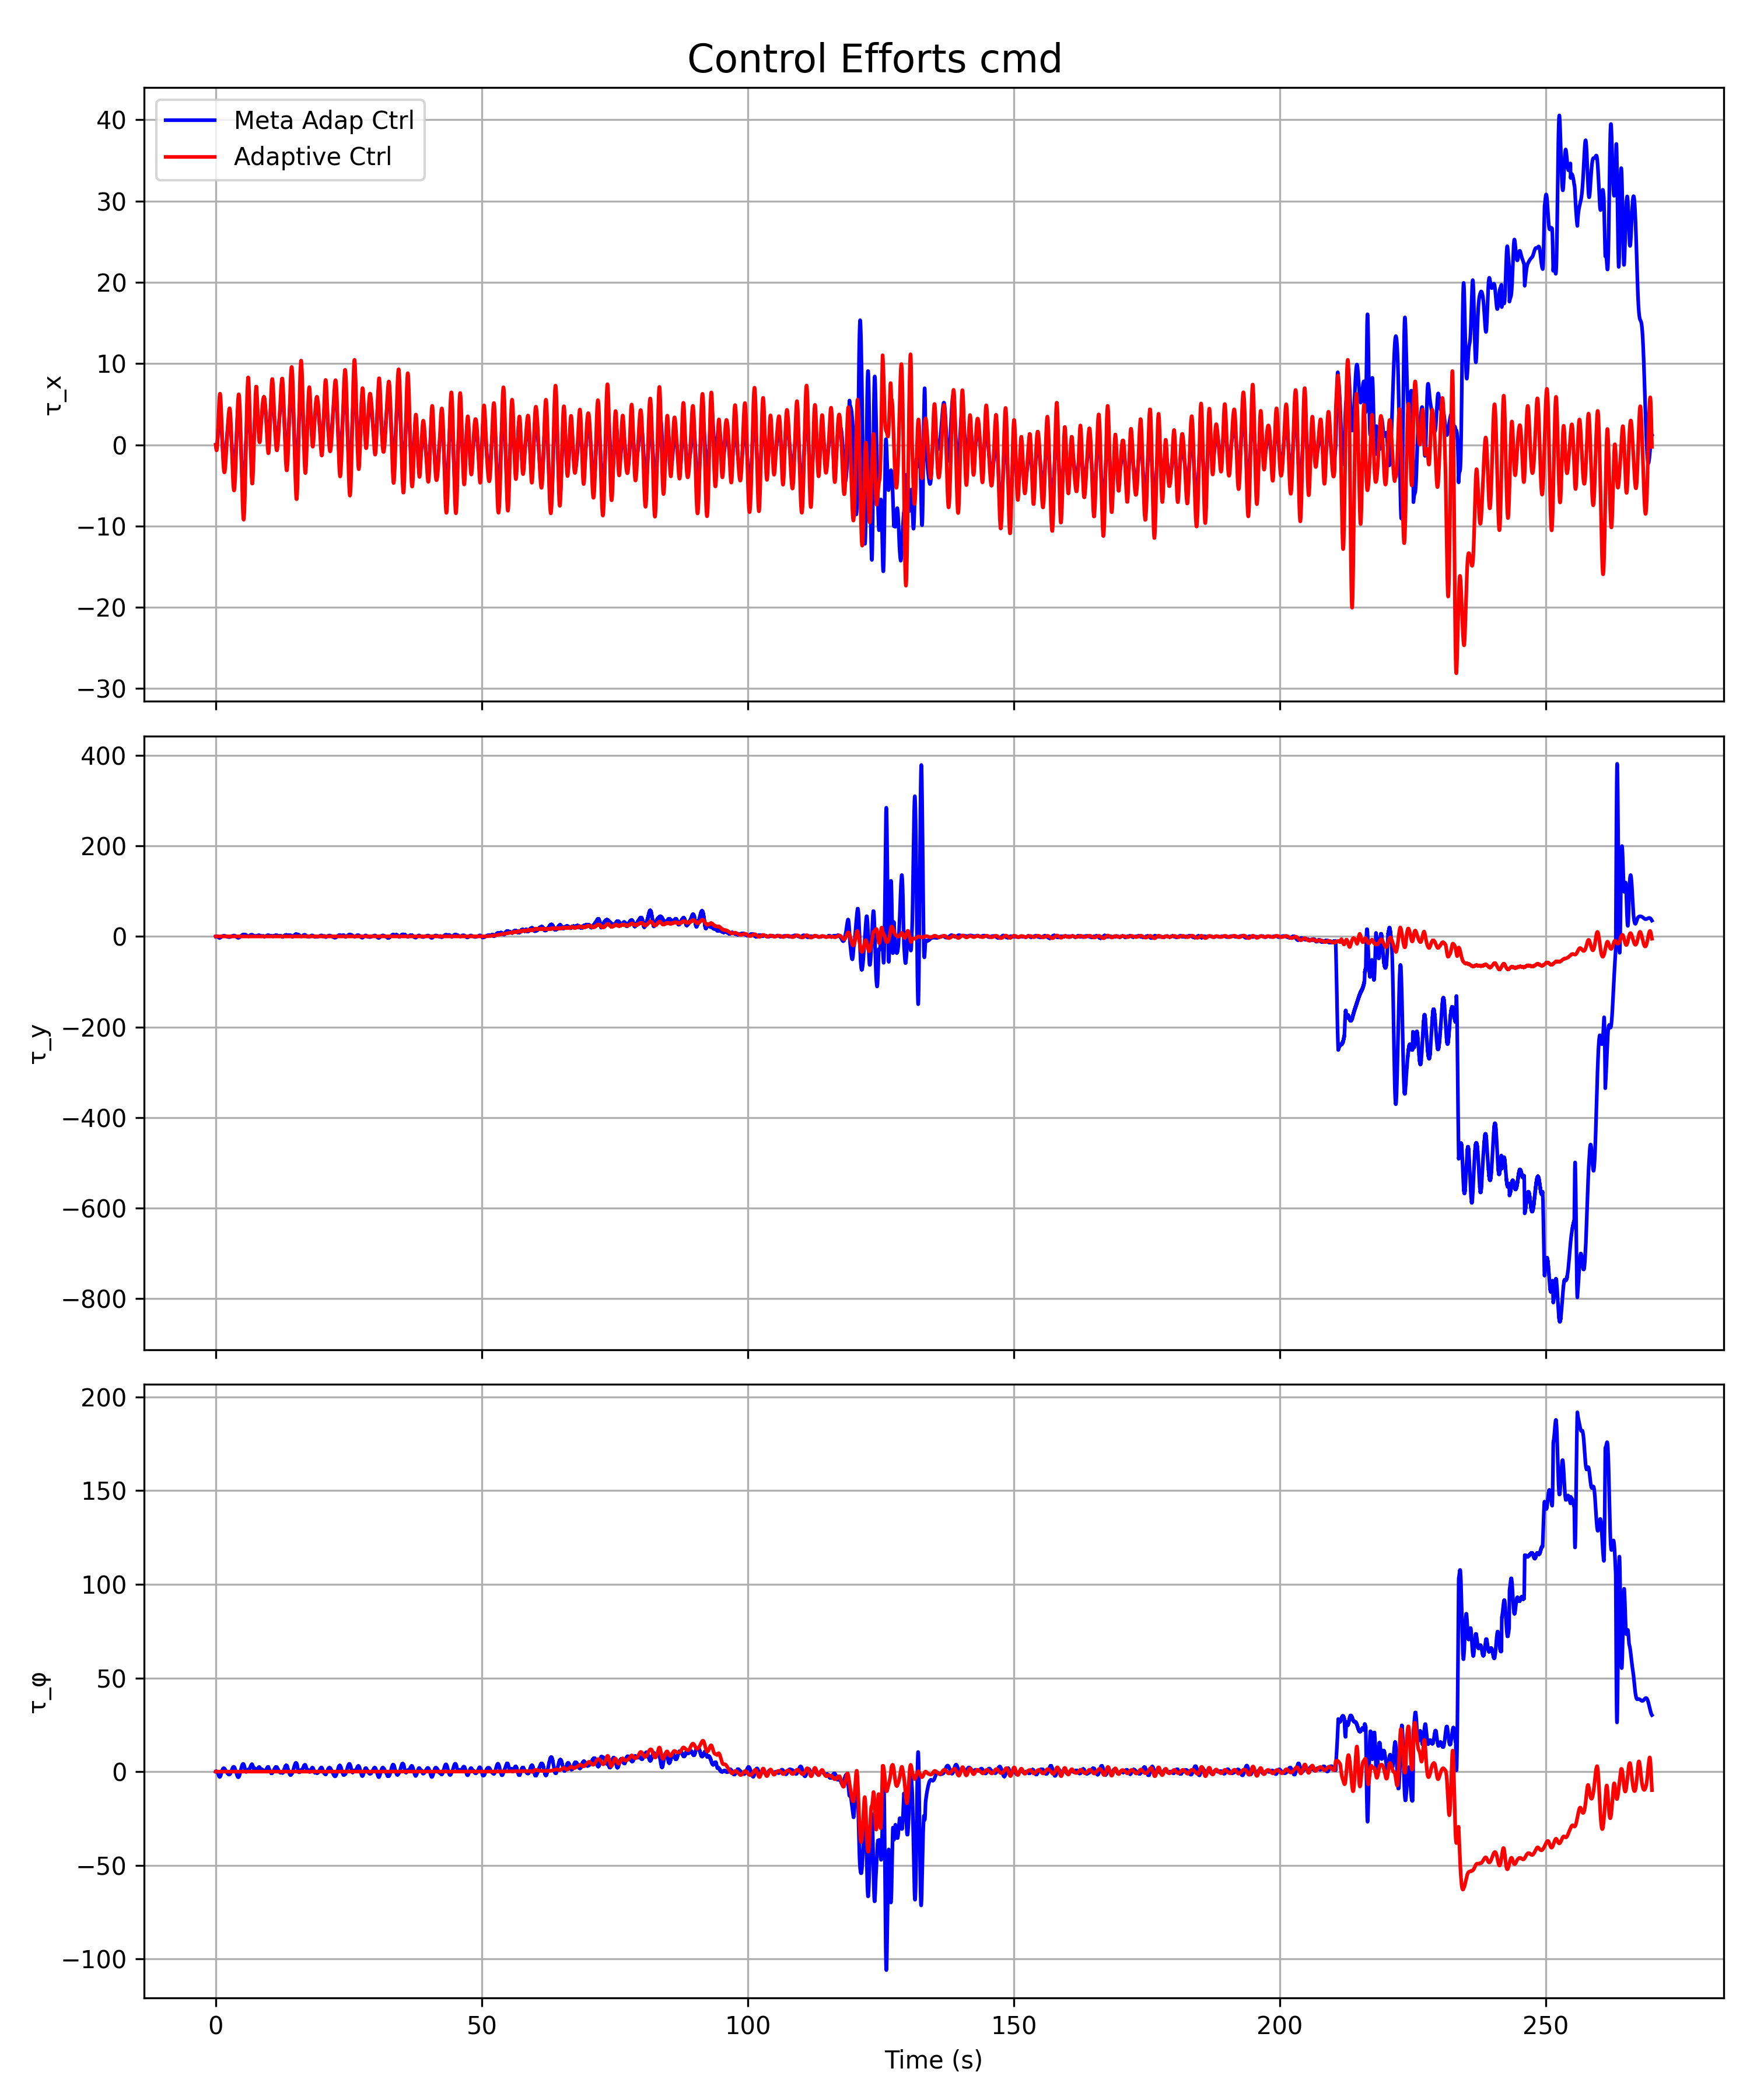 Control Efforts cmd
Meta Adap Ctrl
Adaptive Ctrl
40
30
20
10
0
−10
−20
−30
τ_x
400
200
0
−200
−400
−600
−800
τ_y
200
150
100
50
0
−50
−100
τ_φ
0 50 100 150 200 250
Time (s)